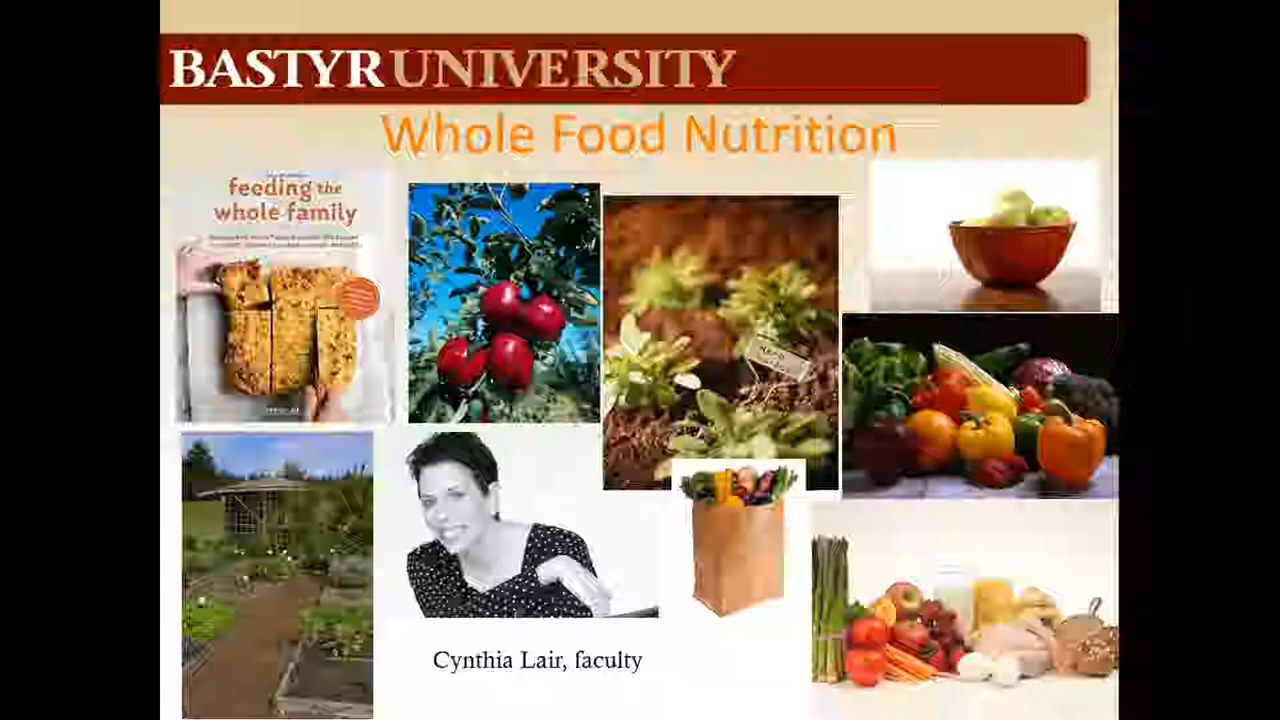 BASTYR UNIVERSITY
Whole Food Nutrition
feeding the
whole family
Cynthia Lair, faculty